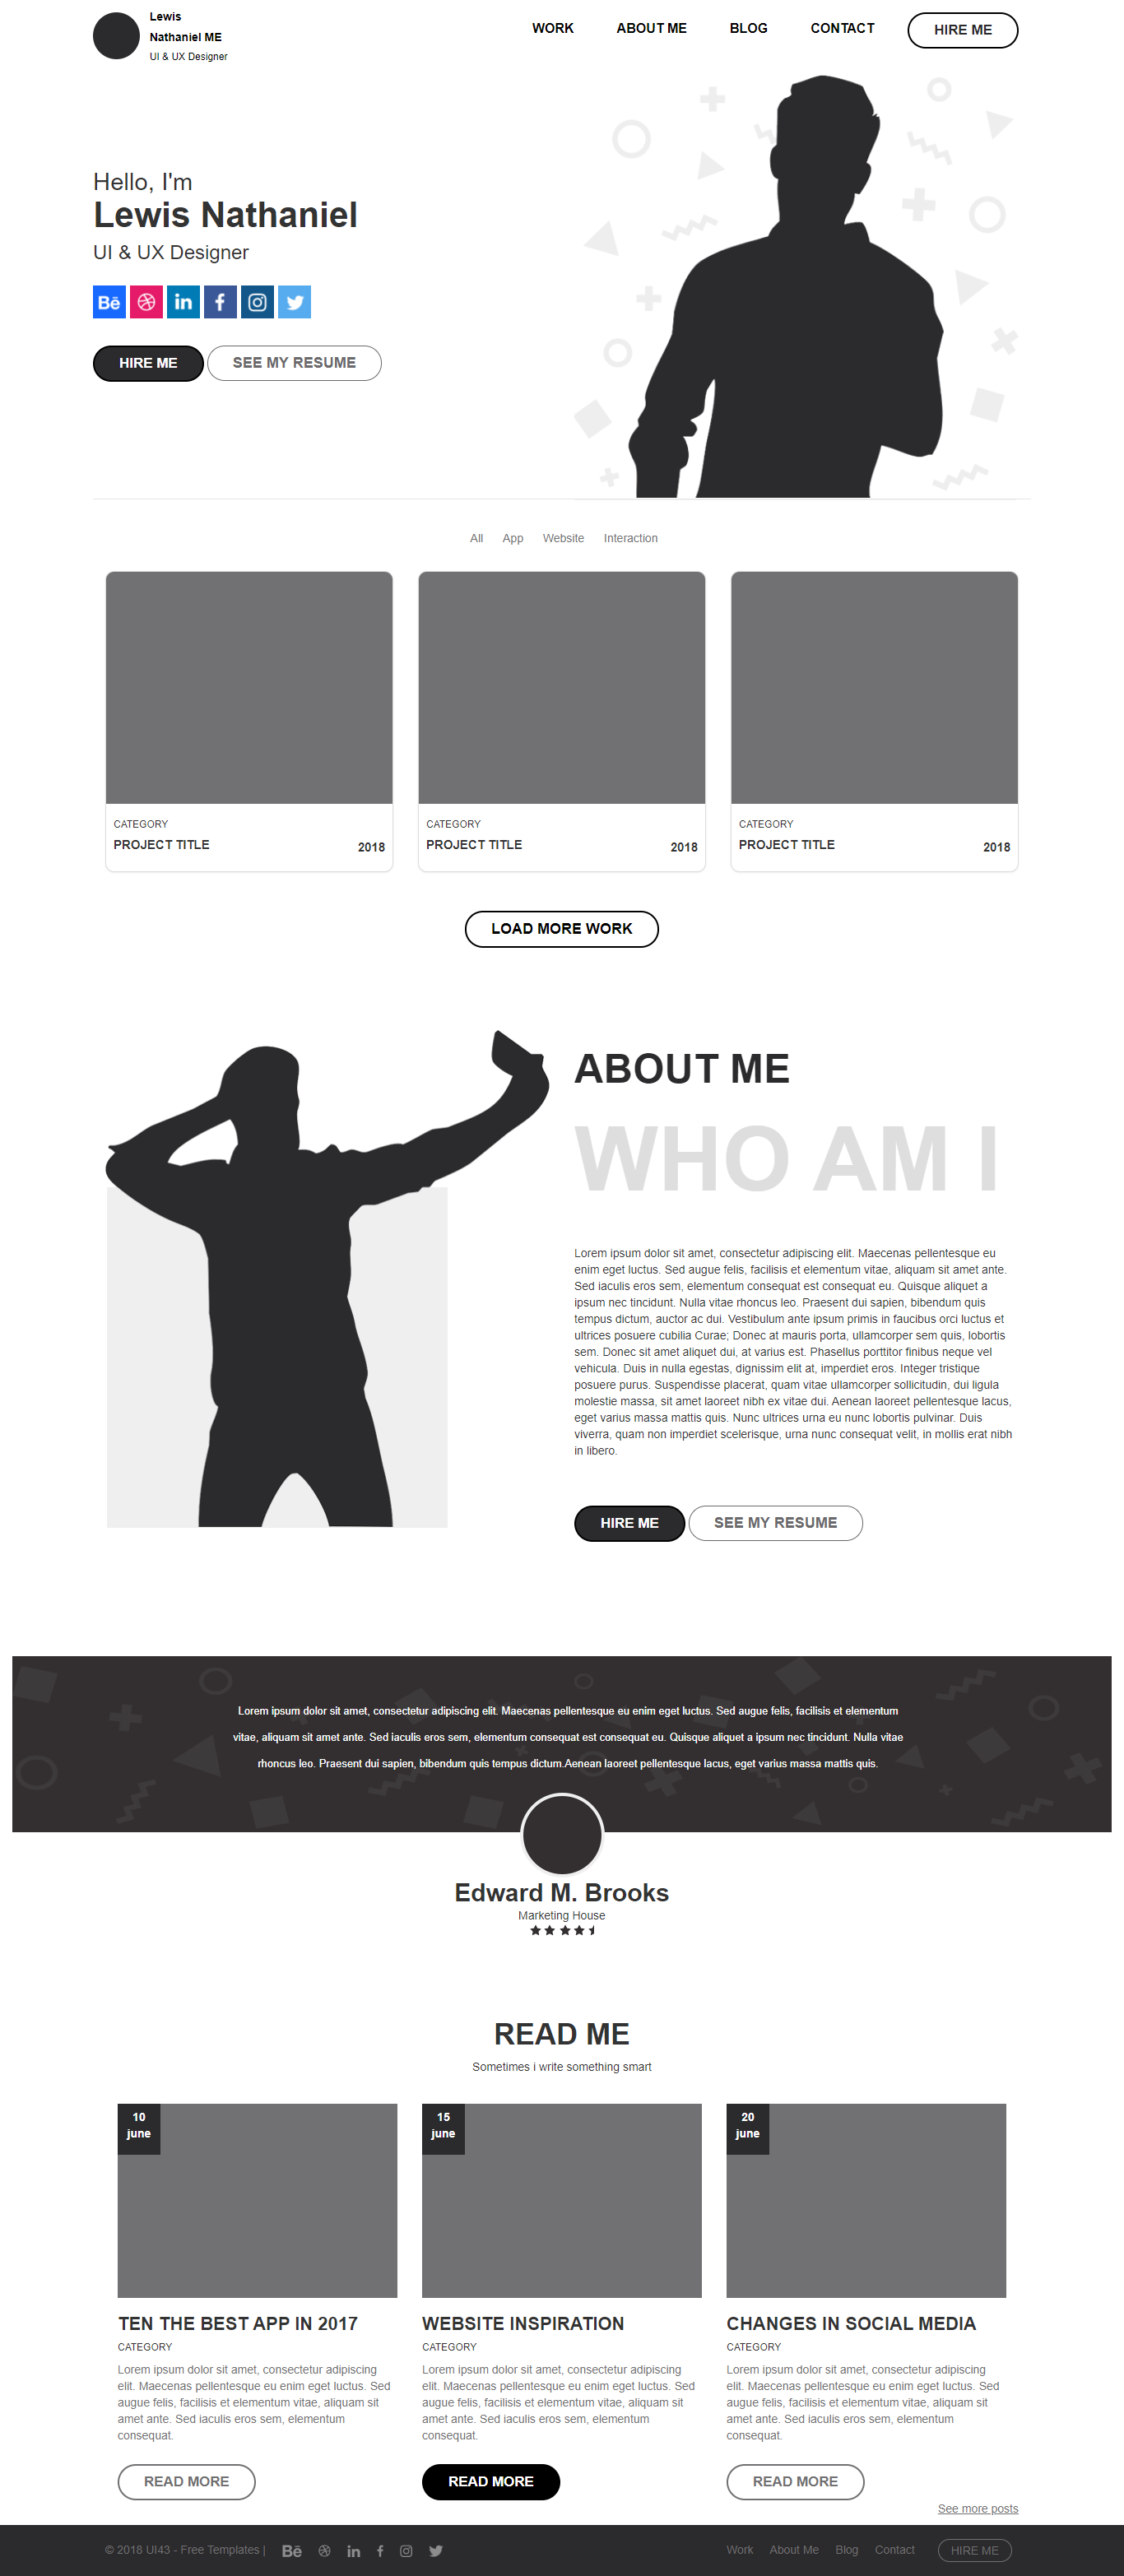 Lewis
Nathaniel ME
UI & UX Designer
WORK ABOUT ME BLOG CONTACT HIRE ME
Hello, I'm
Lewis Nathaniel
UI & UX Designer
Bē in f
HIRE ME SEE MY RESUME
All App Website Interaction
CATEGORY
PROJECT TITLE 2018
CATEGORY
PROJECT TITLE 2018
CATEGORY
PROJECT TITLE 2018
LOAD MORE WORK
ABOUT ME
WHO AM I
Lorem ipsum dolor sit amet, consectetur adipiscing elit. Maecenas pellentesque eu
enim eget luctus. Sed augue felis, facilisis et elementum vitae, aliquam sit amet ante.
Sed iaculis eros sem, elementum consequat est consequat eu. Quisque aliquet a
ipsum nec tincidunt. Nulla vitae rhoncus leo. Praesent dui sapien, bibendum quis
tempus dictum, auctor ac dui. Vestibulum ante ipsum primis in faucibus orci luctus et
ultrices posuere cubilia Curae; Donec at mauris porta, ullamcorper sem quis, lobortis
sem. Donec sit amet aliquet dui, at varius est. Phasellus porttitor finibus neque vel
vehicula. Duis in nulla egestas, dignissim elit at, imperdiet eros. Integer tristique
posuere purus. Suspendisse placerat, quam vitae ullamcorper sollicitudin, dui ligula
molestie massa, sit amet laoreet nibh ex vitae dui. Aenean laoreet pellentesque lacus,
eget varius massa mattis quis. Nunc ultrices urna eu nunc lobortis pulvinar. Duis
viverra, quam non imperdiet scelerisque, urna nunc consequat velit, in mollis erat nibh
in libero.
HIRE ME SEE MY RESUME
Lorem ipsum dolor sit amet, consectetur adipiscing elit. Maecenas pellentesque eu enim eget luctus. Sed augue felis, facilisis et elementum
vitae, aliquam sit amet ante. Sed iaculis eros sem, elementum consequat est consequat eu. Quisque aliquet a ipsum nec tincidunt. Nulla vitae
rhoncus leo. Praesent dui sapien, bibendum quis tempus dictum.Aenean laoreet pellentesque lacus, eget varius massa mattis quis.
Edward M. Brooks
Marketing House
READ ME
Sometimes i write something smart
10
june
TEN THE BEST APP IN 2017
CATEGORY
Lorem ipsum dolor sit amet, consectetur adipiscing
elit. Maecenas pellentesque eu enim eget luctus. Sed
augue felis, facilisis et elementum vitae, aliquam sit
amet ante. Sed iaculis eros sem, elementum
consequat.
READ MORE
15
june
WEBSITE INSPIRATION
CATEGORY
Lorem ipsum dolor sit amet, consectetur adipiscing
elit. Maecenas pellentesque eu enim eget luctus. Sed
augue felis, facilisis et elementum vitae, aliquam sit
amet ante. Sed iaculis eros sem, elementum
consequat.
READ MORE
20
june
CHANGES IN SOCIAL MEDIA
CATEGORY
Lorem ipsum dolor sit amet, consectetur adipiscing
elit. Maecenas pellentesque eu enim eget luctus. Sed
augue felis, facilisis et elementum vitae, aliquam sit
amet ante. Sed iaculis eros sem, elementum
consequat.
READ MORE
See more posts
© 2018 UI43 - Free Templates | Bē in f Work About Me Blog Contact HIRE ME